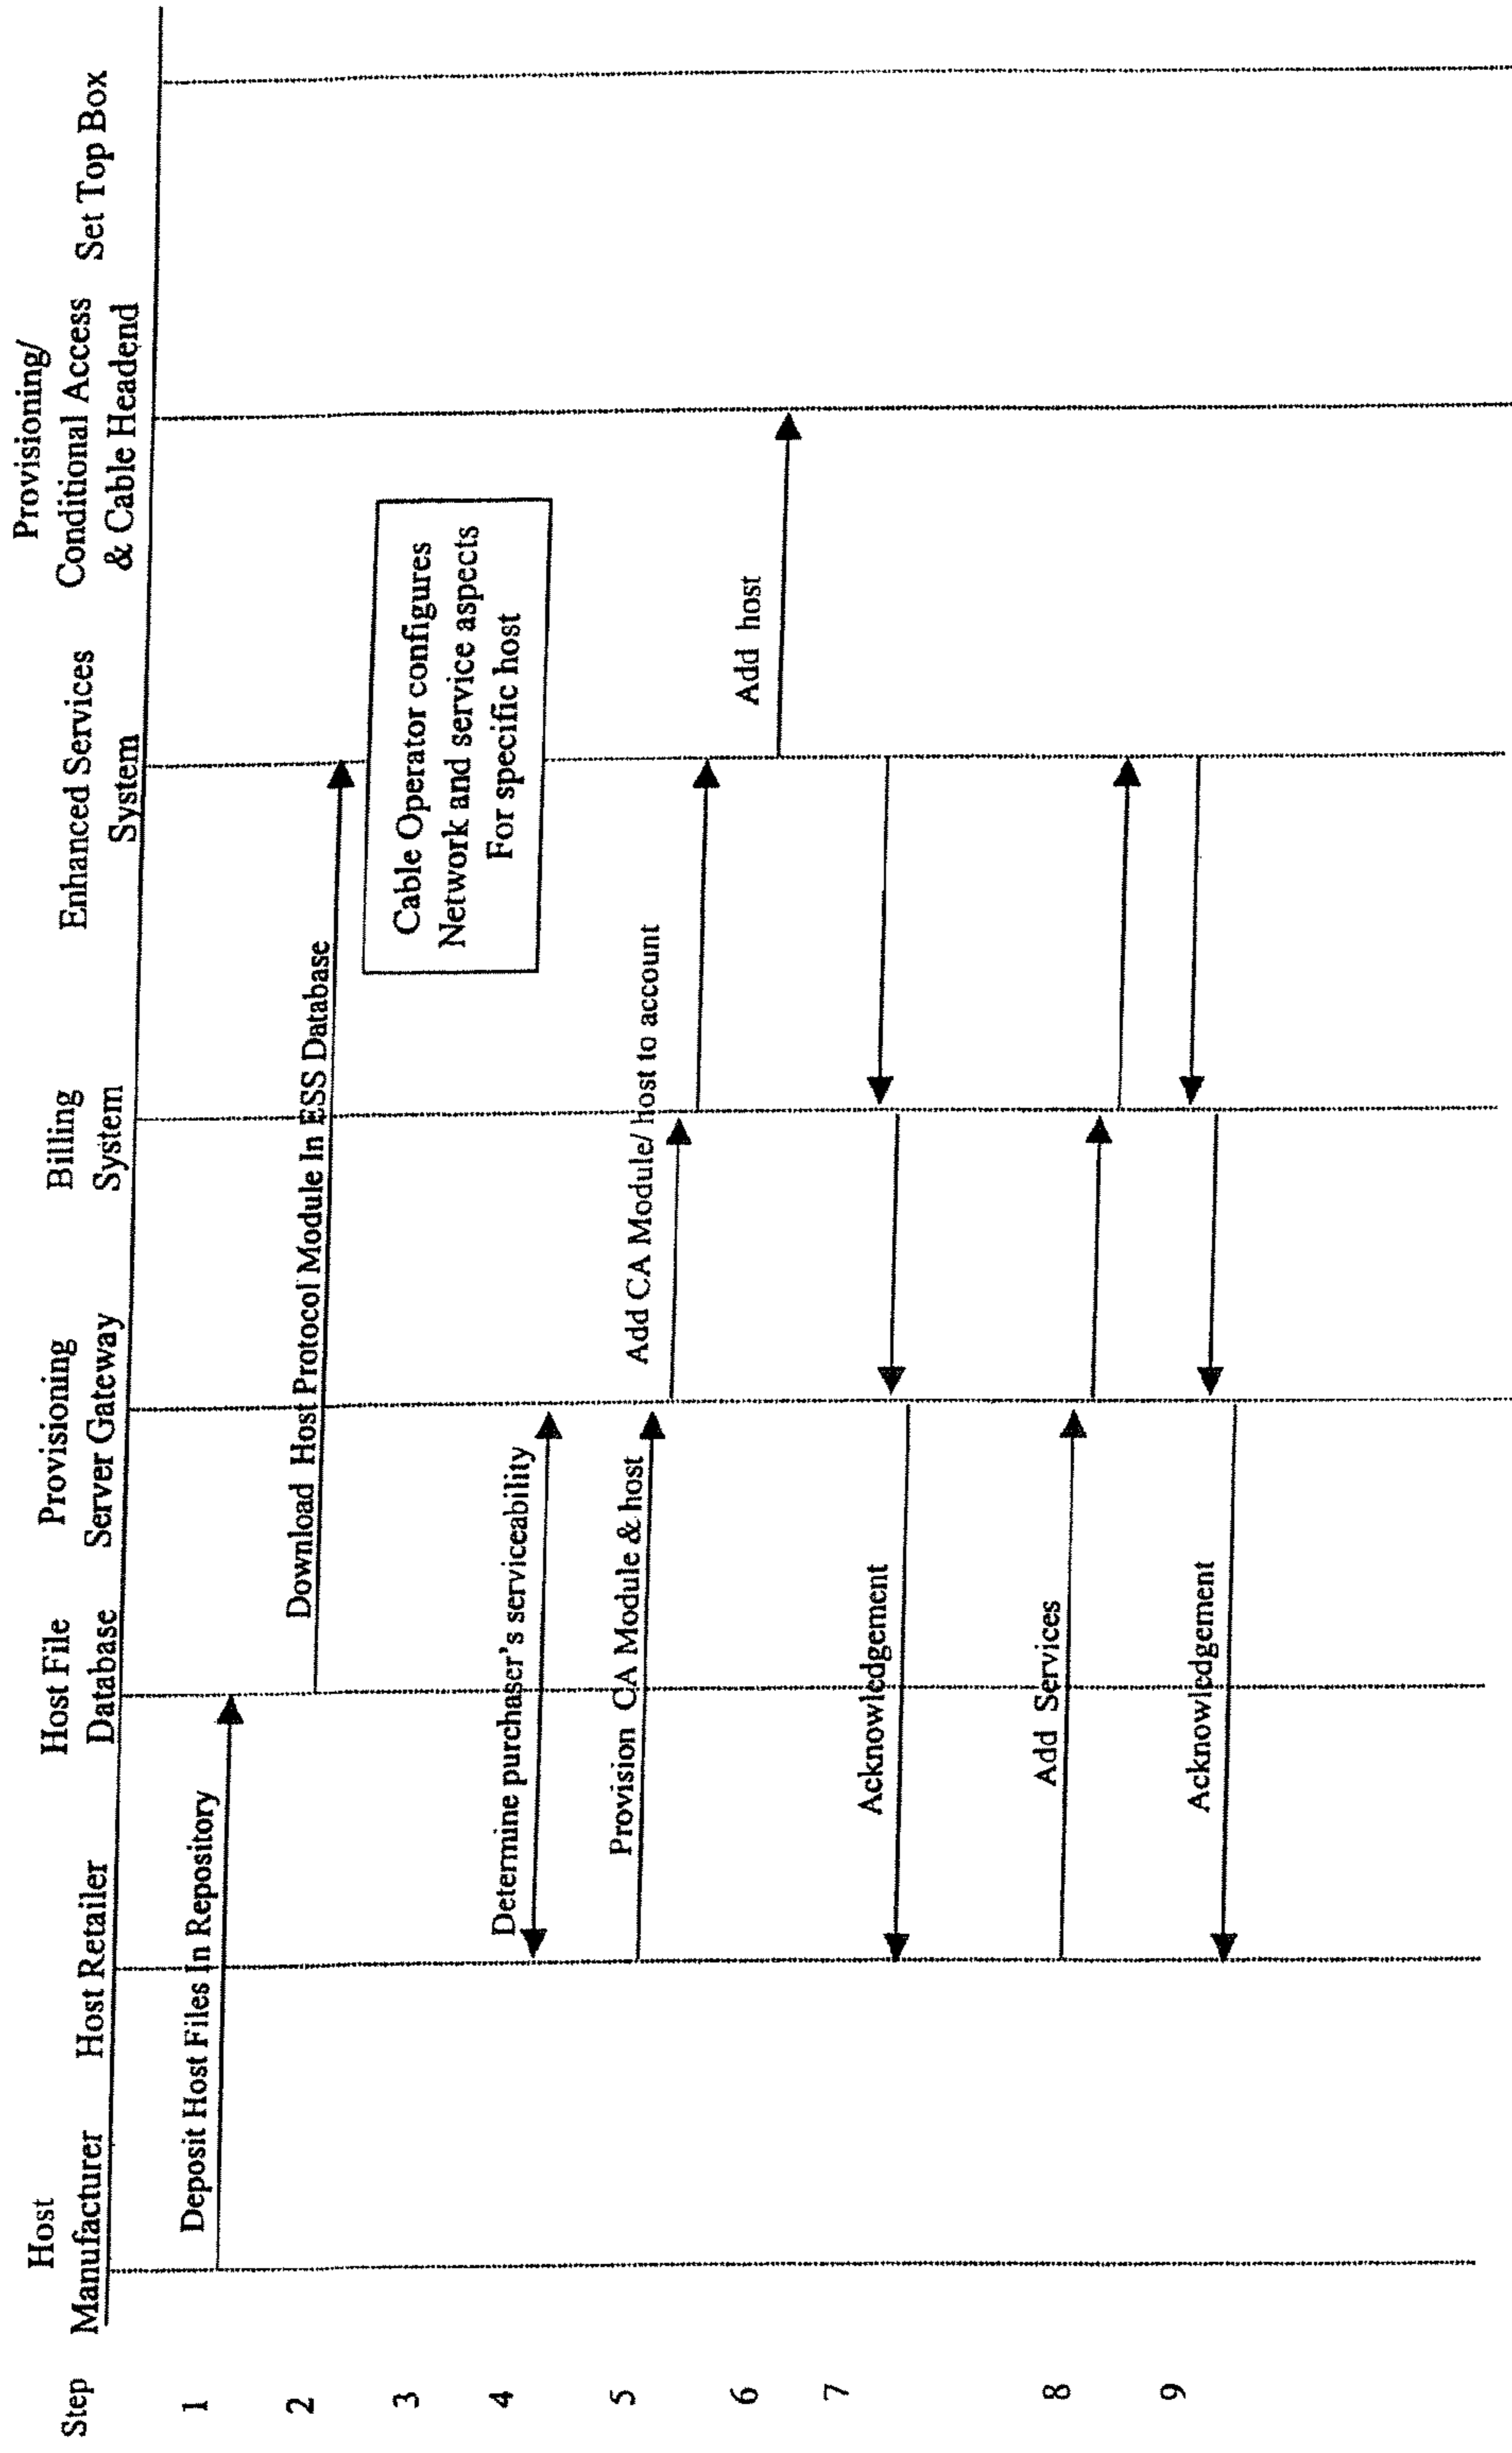 Step
Host
Manufacturer
Host Retailer
Host File
Database
Provisioning
Server Gateway
Billing
System
Enhanced Services
System
Provisioning/
Conditional Access
& Cable Headend
Set Top Box
1
Deposit Host Files In Repository
2
Download Host Protocol Module In ESS Database
3
Cable Operator configures
Network and service aspects
For specific host
4
Determine purchaser's serviceability
5
Provision CA Module & host
Add CA Module/ host to account
6
Add host
7
Acknowledgement
8
Add Services
9
Acknowledgement